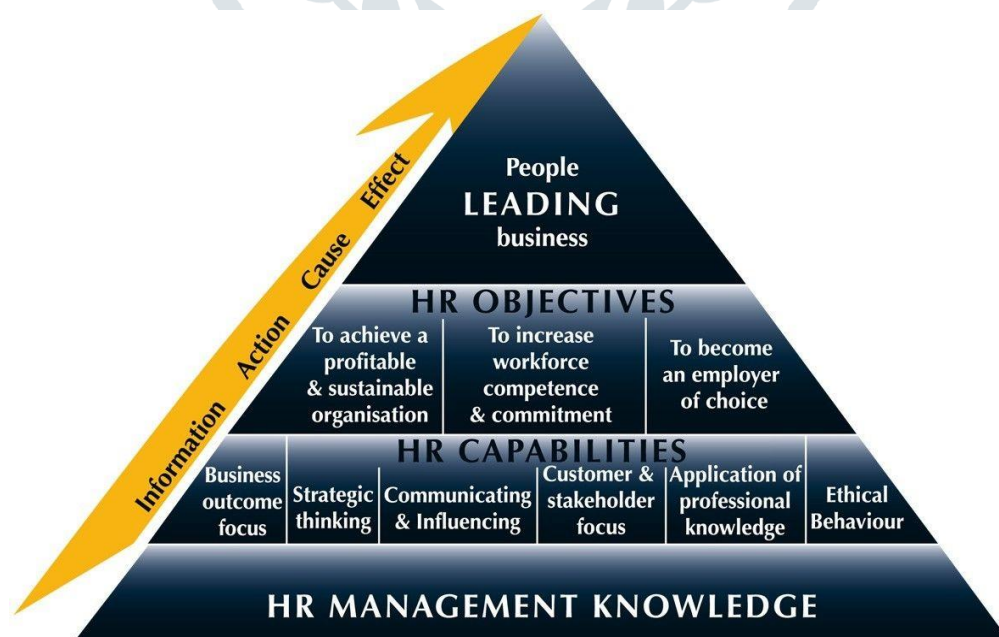 People
LEADING
business
HR OBJECTIVES
To achieve a
profitable
& sustainable
organisation
To increase
workforce
competence
& commitment
To become
an employer
of choice
HR CAPABILITIES
Business
outcome
focus
Strategic
thinking
Communicating
& Influencing
Customer &
stakeholder
focus
Application of
professional
knowledge
Ethical
Behaviour
HR MANAGEMENT KNOWLEDGE
Information Action Cause Effect